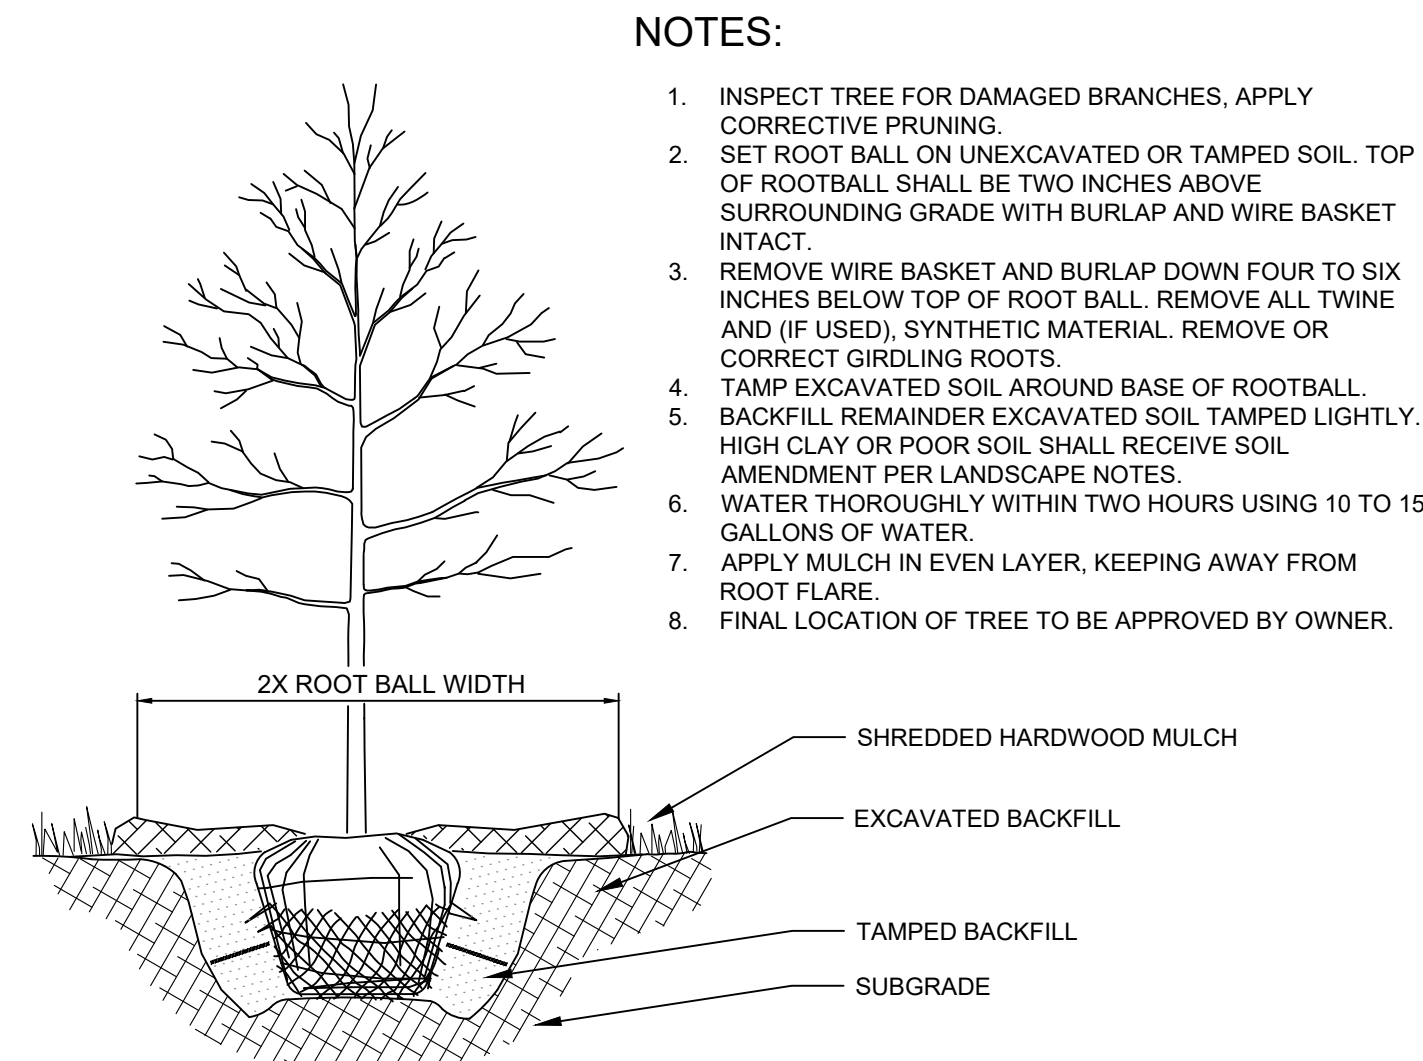 NOTES:
1. INSPECT TREE FOR DAMAGED BRANCHES, APPLY
CORRECTIVE PRUNING.
2. SET ROOT BALL ON UNEXCAVATED OR TAMPED SOIL. TOP
OF ROOTBALL SHALL BE TWO INCHES ABOVE
SURROUNDING GRADE WITH BURLAP AND WIRE BASKET
INTACT.
3. REMOVE WIRE BASKET AND BURLAP DOWN FOUR TO SIX
INCHES BELOW TOP OF ROOT BALL. REMOVE ALL TWINE
AND (IF USED), SYNTHETIC MATERIAL. REMOVE OR
CORRECT GIRDLING ROOTS.
4. TAMP EXCAVATED SOIL AROUND BASE OF ROOTBALL.
5. BACKFILL REMAINDER EXCAVATED SOIL TAMPED LIGHTLY.
HIGH CLAY OR POOR SOIL SHALL RECEIVE SOIL
AMENDMENT PER LANDSCAPE NOTES.
6. WATER THOROUGHLY WITHIN TWO HOURS USING 10 TO 15
GALLONS OF WATER.
7. APPLY MULCH IN EVEN LAYER, KEEPING AWAY FROM
ROOT FLARE.
8. FINAL LOCATION OF TREE TO BE APPROVED BY OWNER.
2X ROOT BALL WIDTH
SHREDDED HARDWOOD MULCH
EXCAVATED BACKFILL
TAMPED BACKFILL
SUBGRADE